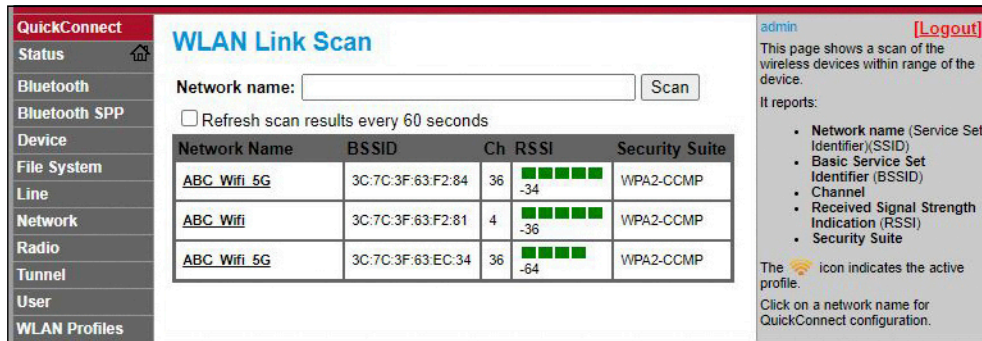 QuickConnect
Status
Bluetooth
Bluetooth SPP
Device
File System
Line
Network
Radio
Tunnel
User
WLAN Profiles
WLAN Link Scan
Network name: Scan
Refresh scan results every 60 seconds
Network Name BSSID Ch RSSI Security Suite
ABC_Wifi_5G 3C:7C:3F:63:F2:84 36 -34 WPA2-CCMP
ABC_Wifi 3C:7C:3F:63:F2:81 4 -36 WPA2-CCMP
ABC_Wifi_5G 3C:7C:3F:63:EC:34 36 -64 WPA2-CCMP
admin [Logout]
This page shows a scan of the
wireless devices within range of the
device.
It reports:
• Network name (Service Set
Identifier)(SSID)
• Basic Service Set
Identifier (BSSID)
• Channel
• Received Signal Strength
Indication (RSSI)
• Security Suite
The icon indicates the active
profile.
Click on a network name for
QuickConnect configuration.